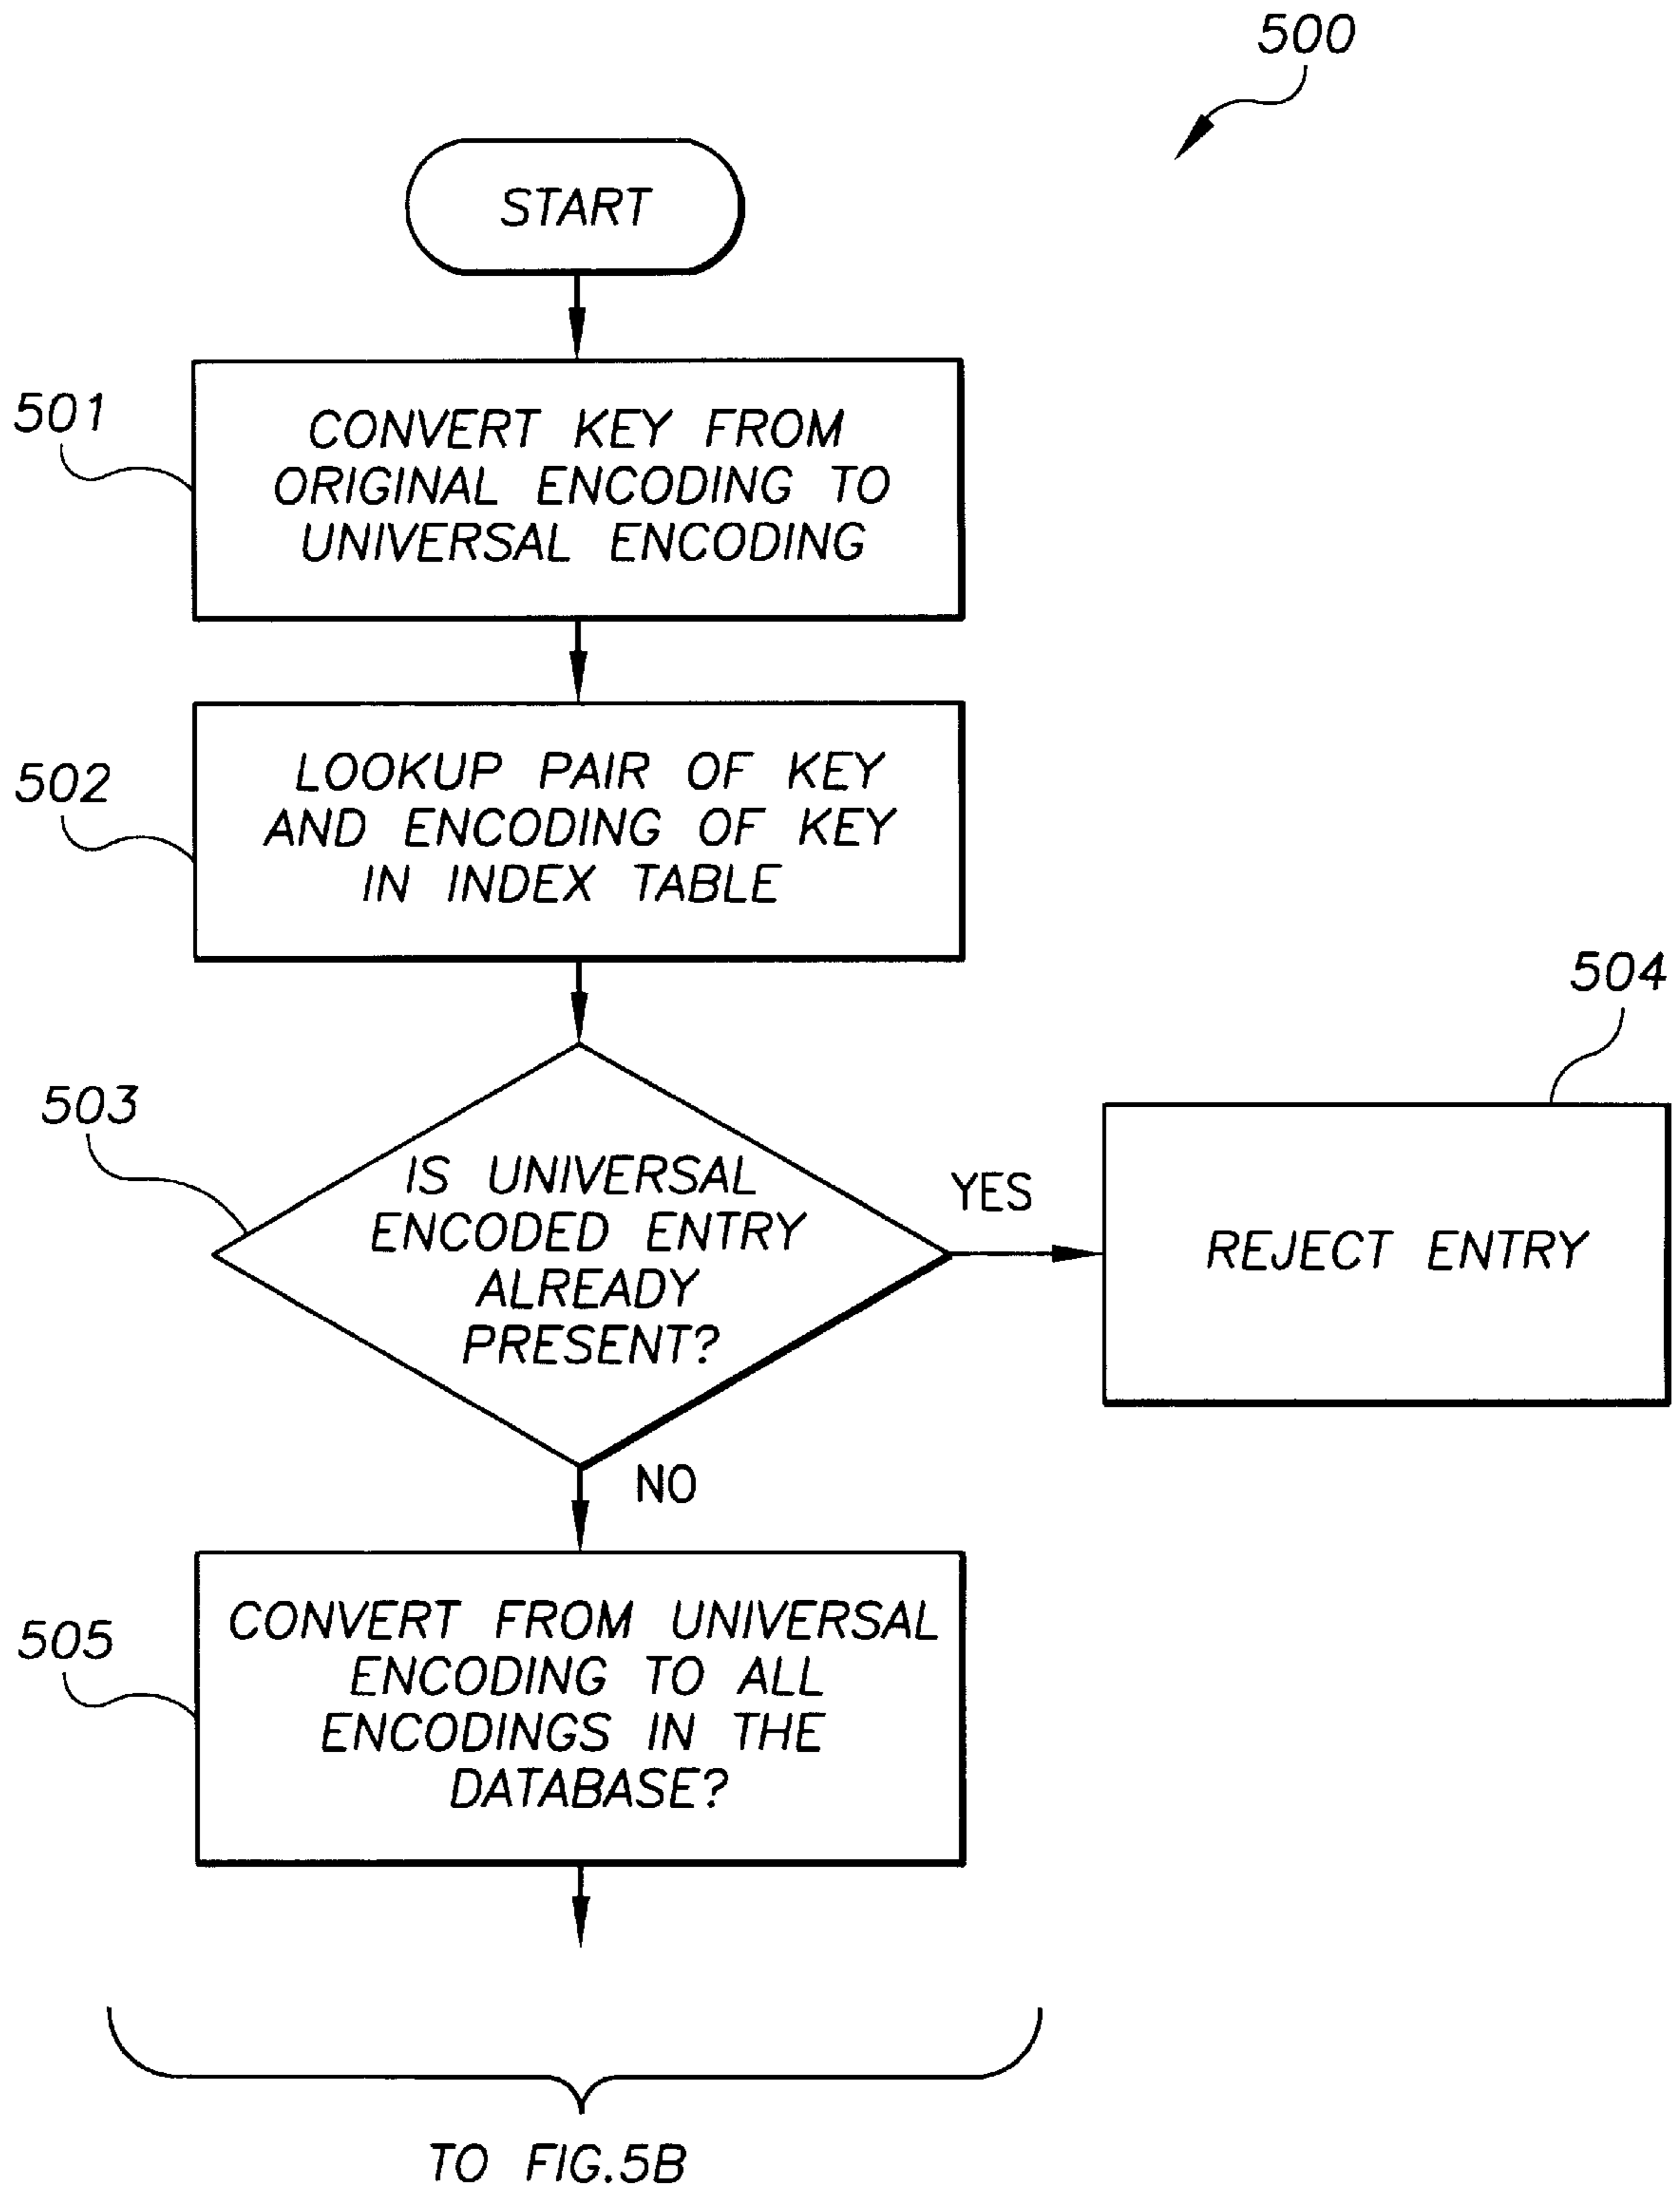 500
START
501
CONVERT KEY FROM
ORIGINAL ENCODING TO
UNIVERSAL ENCODING
502
LOOKUP PAIR OF KEY
AND ENCODING OF KEY
IN INDEX TABLE
503
IS UNIVERSAL
ENCODED ENTRY
ALREADY
PRESENT?
YES
504
REJECT ENTRY
NO
505
CONVERT FROM UNIVERSAL
ENCODING TO ALL
ENCODINGS IN THE
DATABASE?
TO FIG.5B